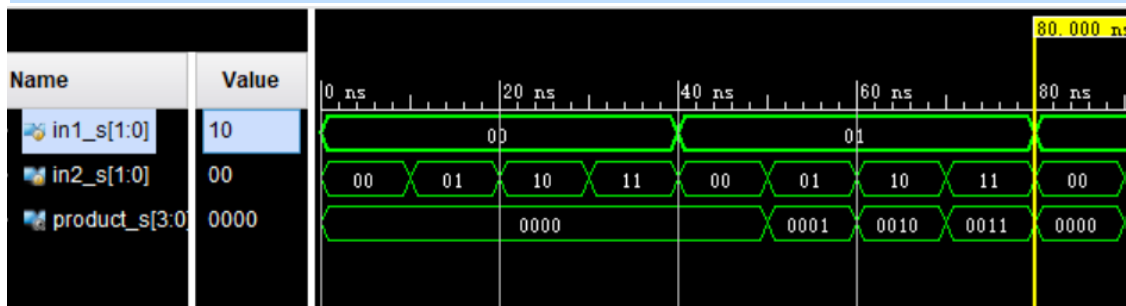 80.000 ns
Name Value 0 ns 20 ns 40 ns 60 ns 80 ns
in1_s[1:0] 10 00 01
in2_s[1:0] 00 00 01 10 11 00 01 10 11 00
product_s[3:0] 0000 0000 0001 0010 0011 0000